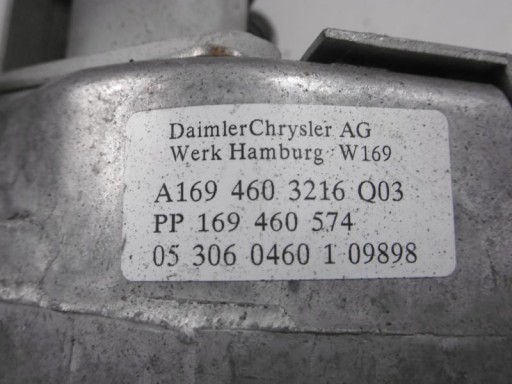 DaimlerChrysler AG
Werk Hamburg W169
A169 460 3216 Q03
PP 169 460 574
05 306 0460 1 09898